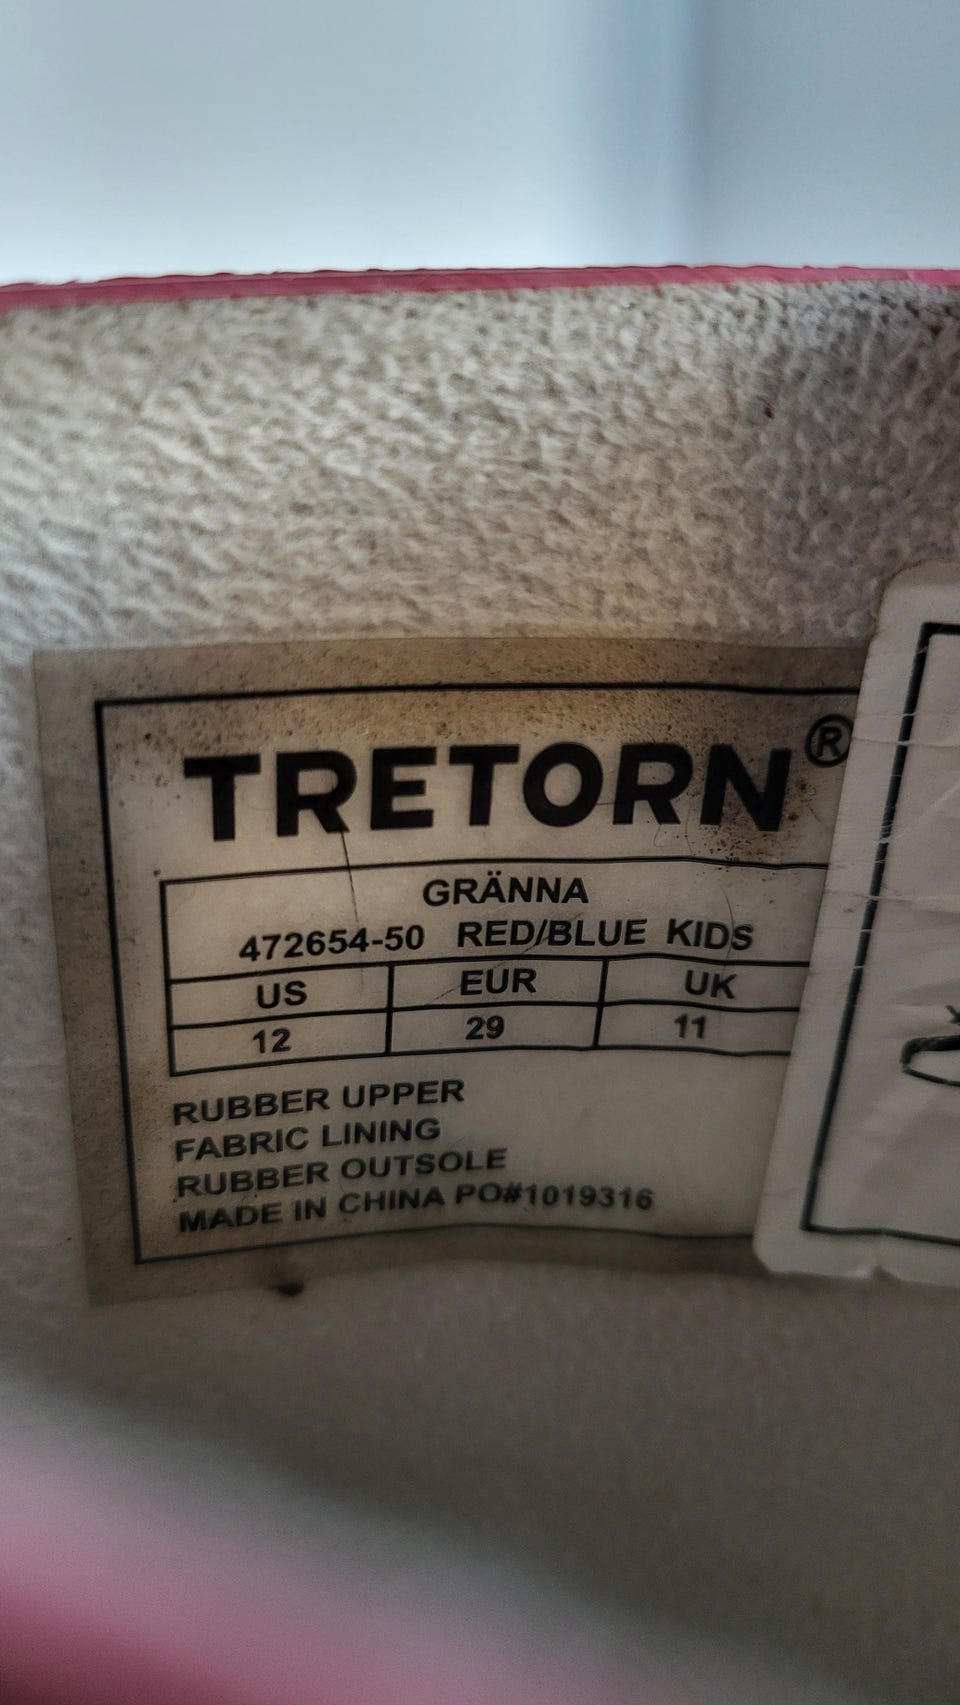 TRETORN®
GRÄNNA
472654-50 RED/BLUE KIDS
US EUR UK
12 29 11
RUBBER UPPER
FABRIC LINING
RUBBER OUTSOLE
MADE IN CHINA PO#1019316